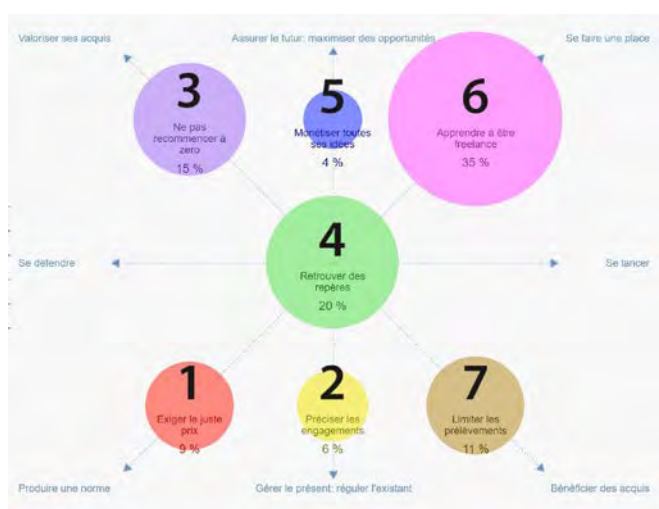 Valoriser ses acquis
Assurer le futur: maximiser des opportunités
Se faire une place
3
Ne pas
recommencer à
zero
15 %
5
Monétiser toutes
ses idées
4 %
6
Apprendre à être
freelance
35 %
Se défendre
4
Retrouver des
repères
20 %
Se lancer
1
Exiger le juste
prix
9 %
2
Préciser les
engagements
6 %
7
Limiter les
prélèvements
11 %
Produire une norme
Gérer le présent: réguler l'existant
Bénéficier des acquis